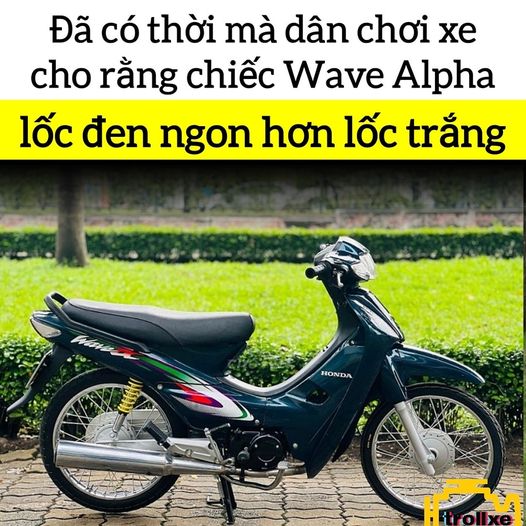 Đã có thời mà dân chơi xe
cho rằng chiếc Wave Alpha
lốc đen ngon hơn lốc trắng
Wave α
HONDA
trollxe